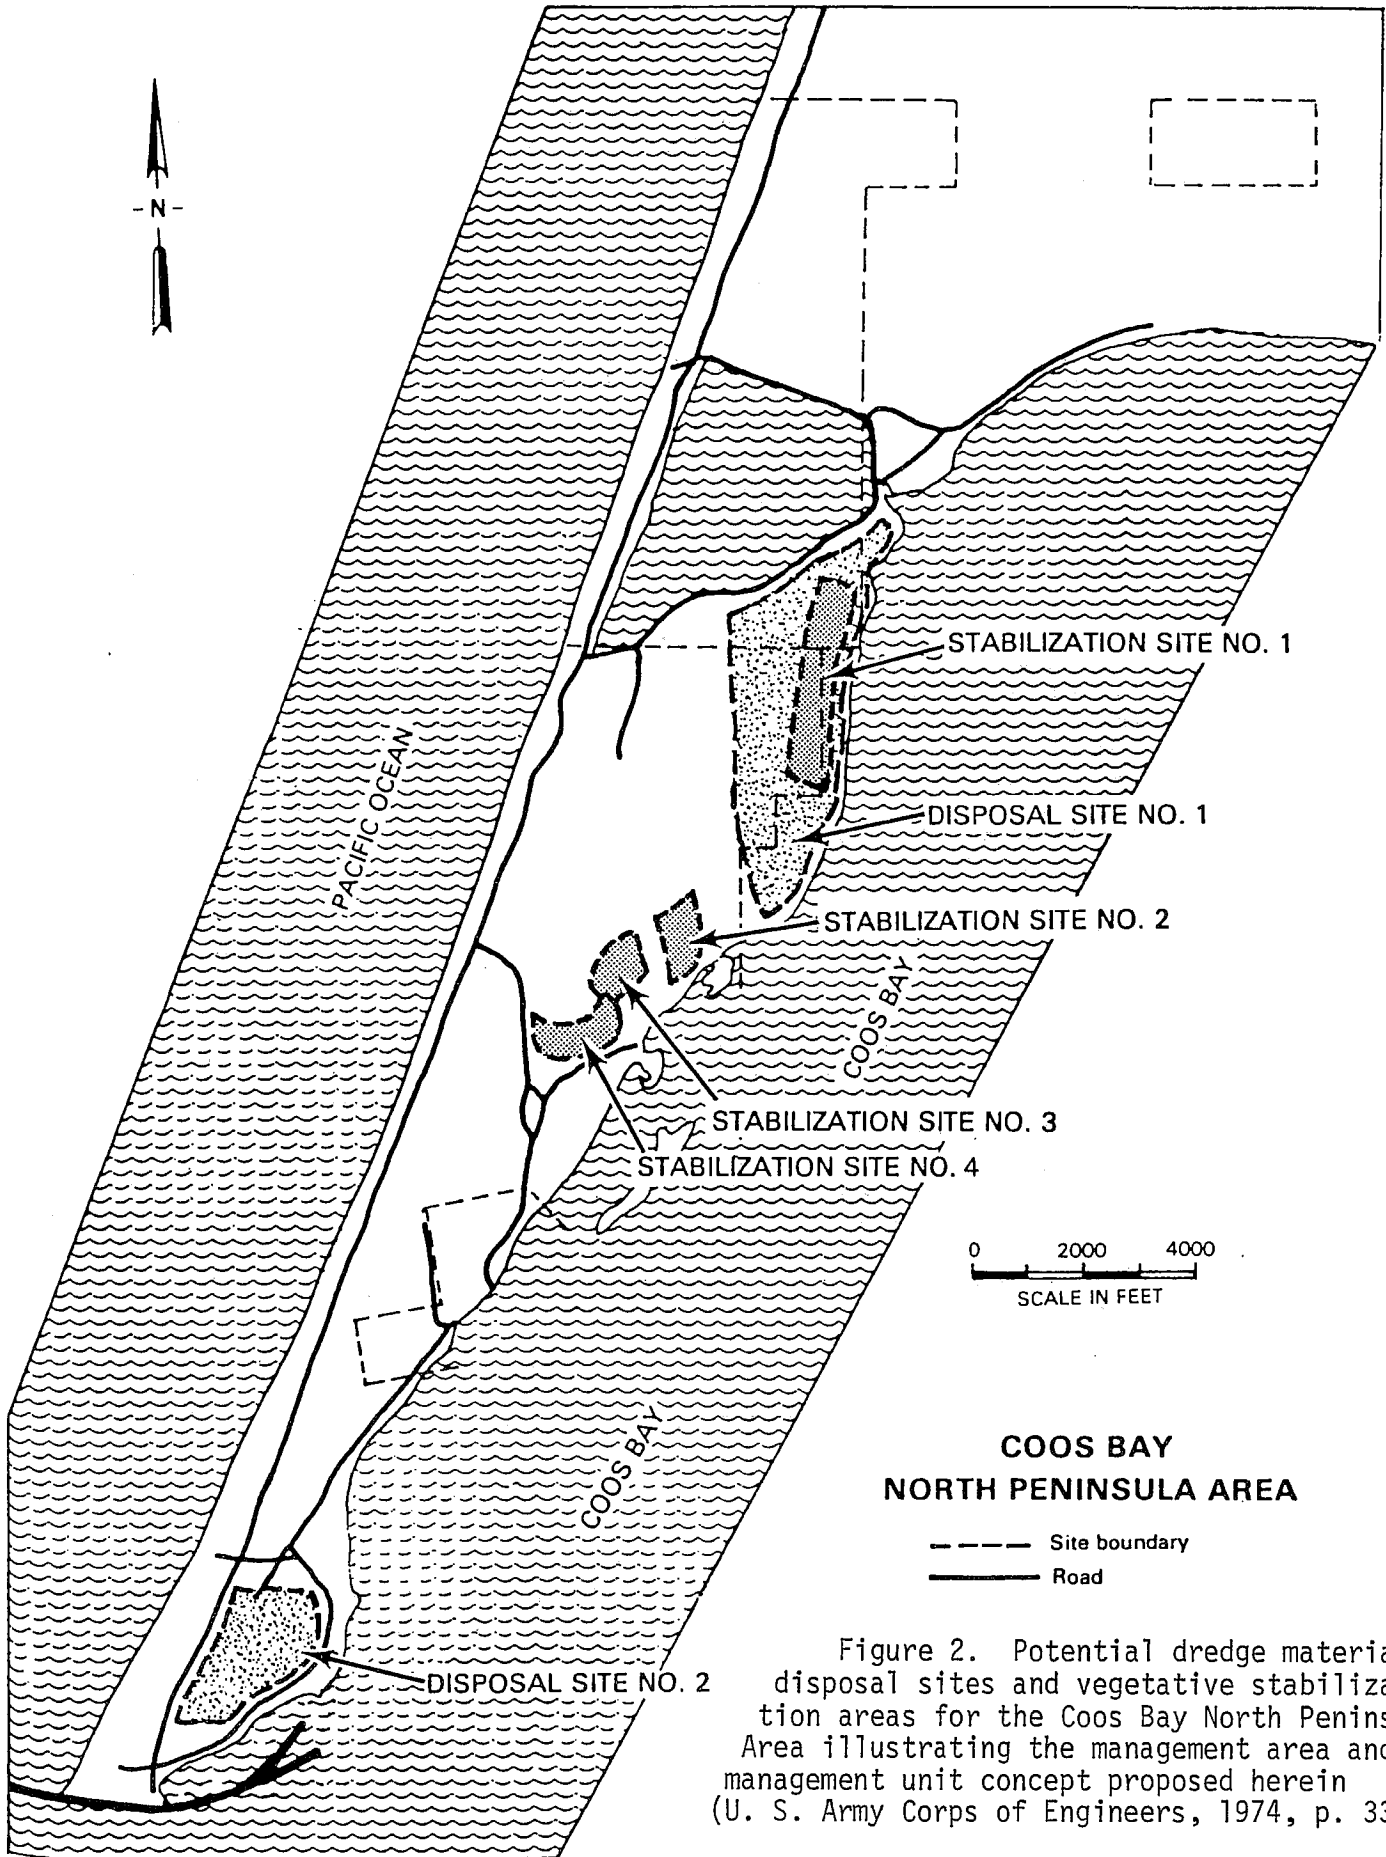 - N -
STABILIZATION SITE NO. 1
PACIFIC OCEAN
DISPOSAL SITE NO. 1
STABILIZATION SITE NO. 2
COOS BAY
STABILIZATION SITE NO. 3
STABILIZATION SITE NO. 4
0 2000 4000
SCALE IN FEET
COOS BAY
COOS BAY
NORTH PENINSULA AREA
Site boundary
Road
DISPOSAL SITE NO. 2
Figure 2. Potential dredge materia
disposal sites and vegetative stabiliza
tion areas for the Coos Bay North Penins
Area illustrating the management area and
management unit concept proposed herein
(U. S. Army Corps of Engineers, 1974, p. 33